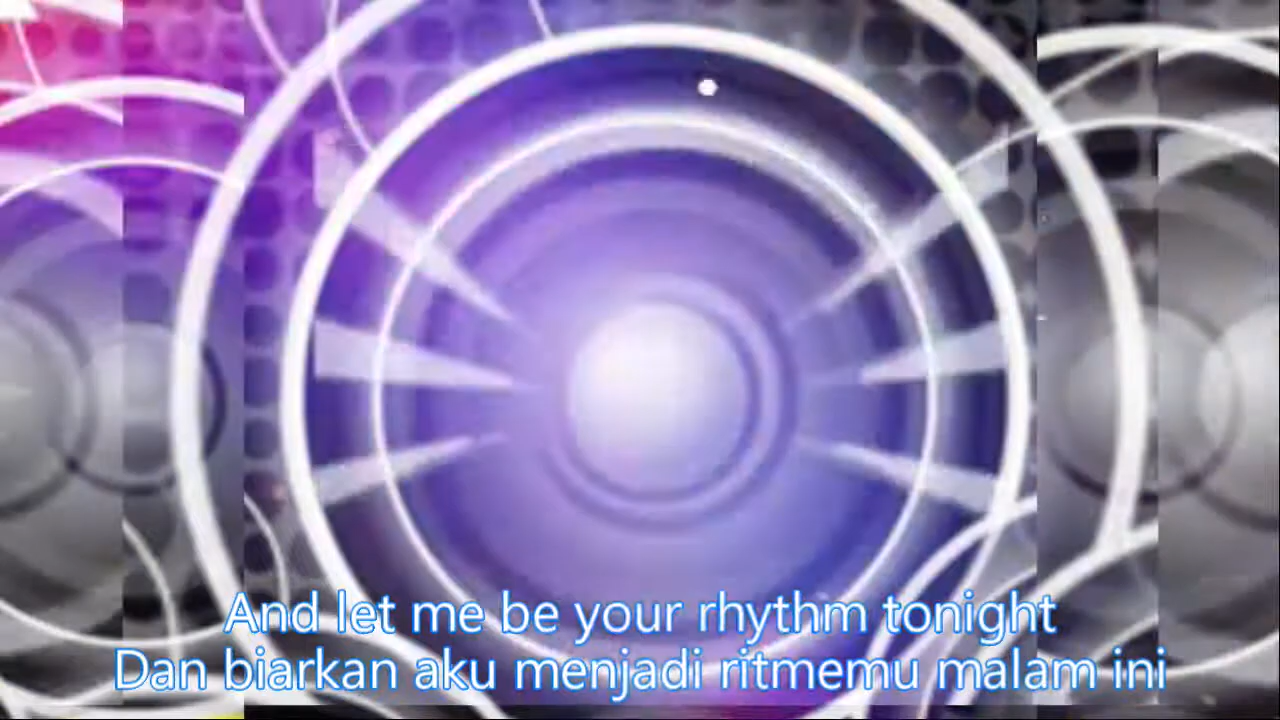 And let me be your rhythm tonight
Dan biarkan aku menjadi ritmemu malam ini